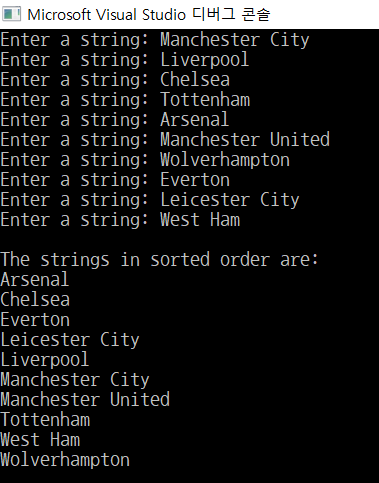 Microsoft Visual Studio 디버그 콘솔
Enter a string: Manchester City
Enter a string: Liverpool
Enter a string: Chelsea
Enter a string: Tottenham
Enter a string: Arsenal
Enter a string: Manchester United
Enter a string: Wolverhampton
Enter a string: Everton
Enter a string: Leicester City
Enter a string: West Ham

The strings in sorted order are:
Arsenal
Chelsea
Everton
Leicester City
Liverpool
Manchester City
Manchester United
Tottenham
West Ham
Wolverhampton